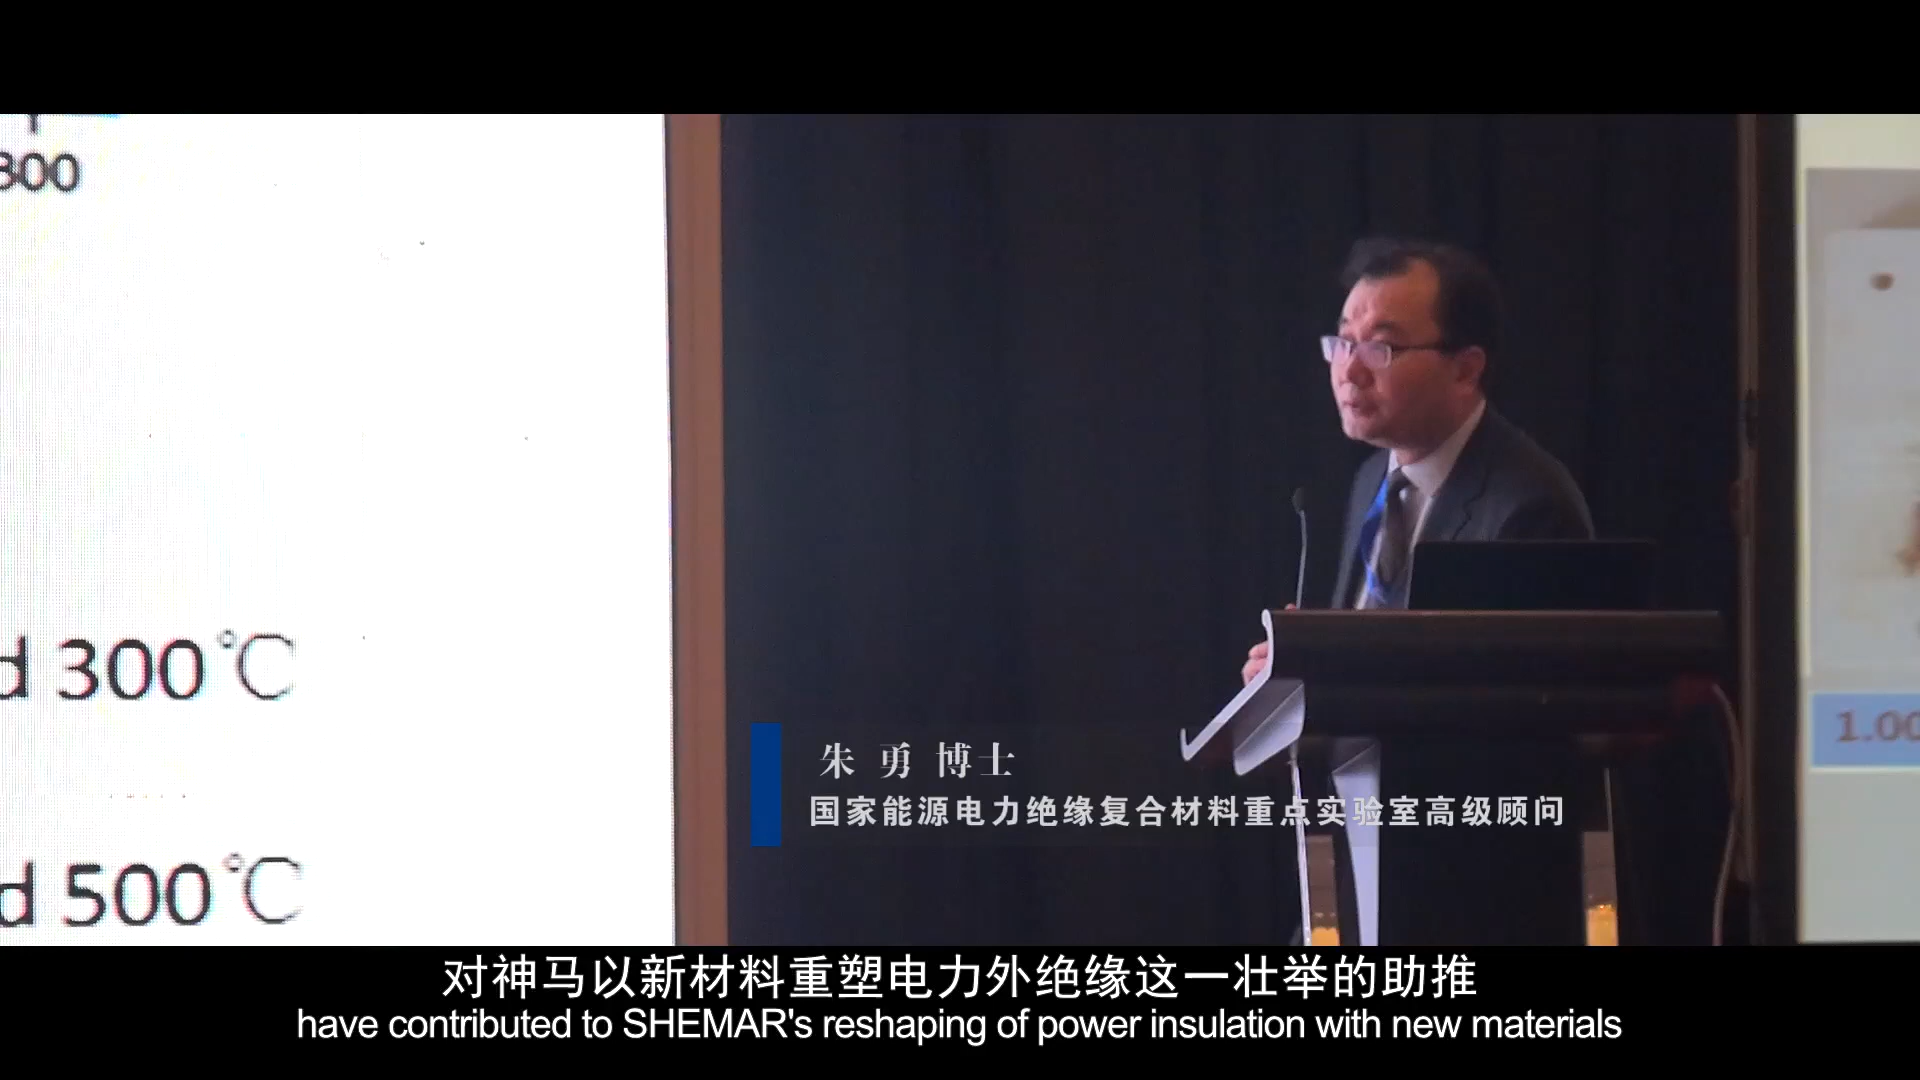 300
d 300℃
d 500℃
1.00
朱 勇 博士
国家能源电力绝缘复合材料重点实验室高级顾问
对神马以新材料重塑电力外绝缘这一壮举的助推
have contributed to SHEMAR's reshaping of power insulation with new materials